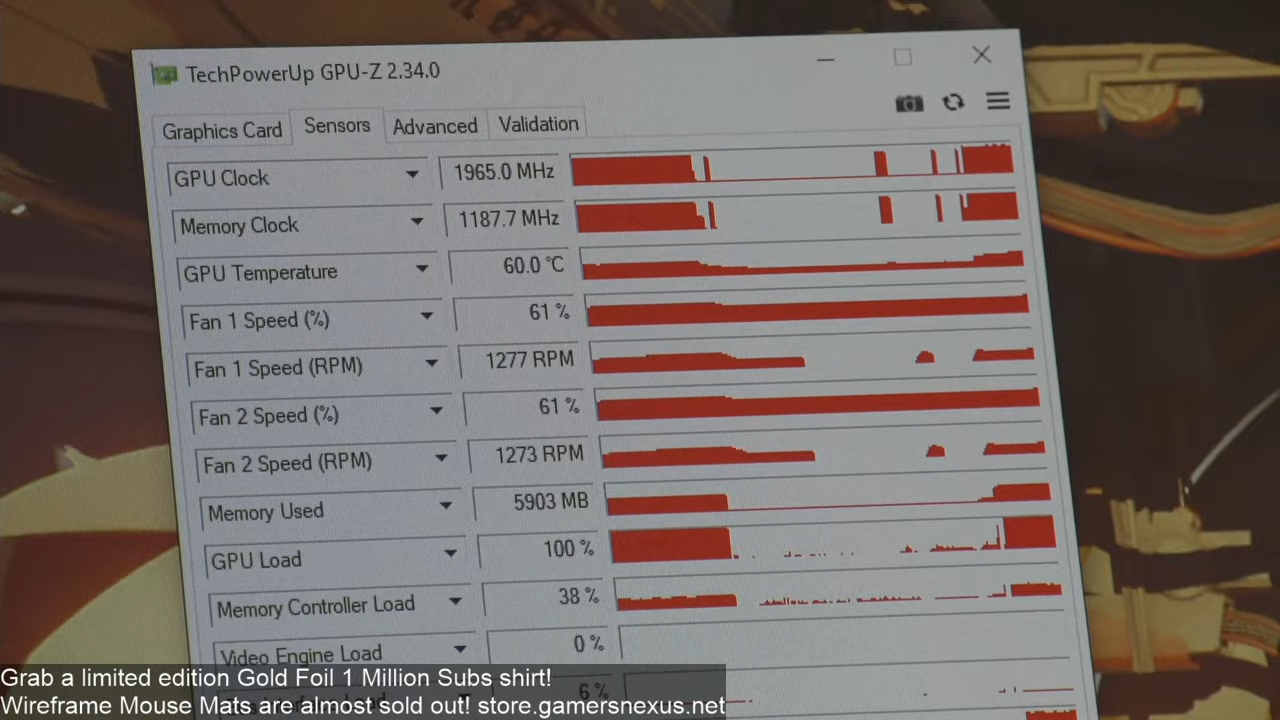 TechPowerUp GPU-Z 2.34.0
Graphics Card Sensors Advanced Validation
GPU Clock 1965.0 MHz
Memory Clock 1187.7 MHz
GPU Temperature 60.0 °C
Fan 1 Speed (%) 61 %
Fan 1 Speed (RPM) 1277 RPM
Fan 2 Speed (%) 61 %
Fan 2 Speed (RPM) 1273 RPM
Memory Used 5903 MB
GPU Load 100 %
Memory Controller Load 38 %
Video Engine Load 0 %
6 %
Grab a limited edition Gold Foil 1 Million Subs shirt!
Wireframe Mouse Mats are almost sold out! store.gamersnexus.net